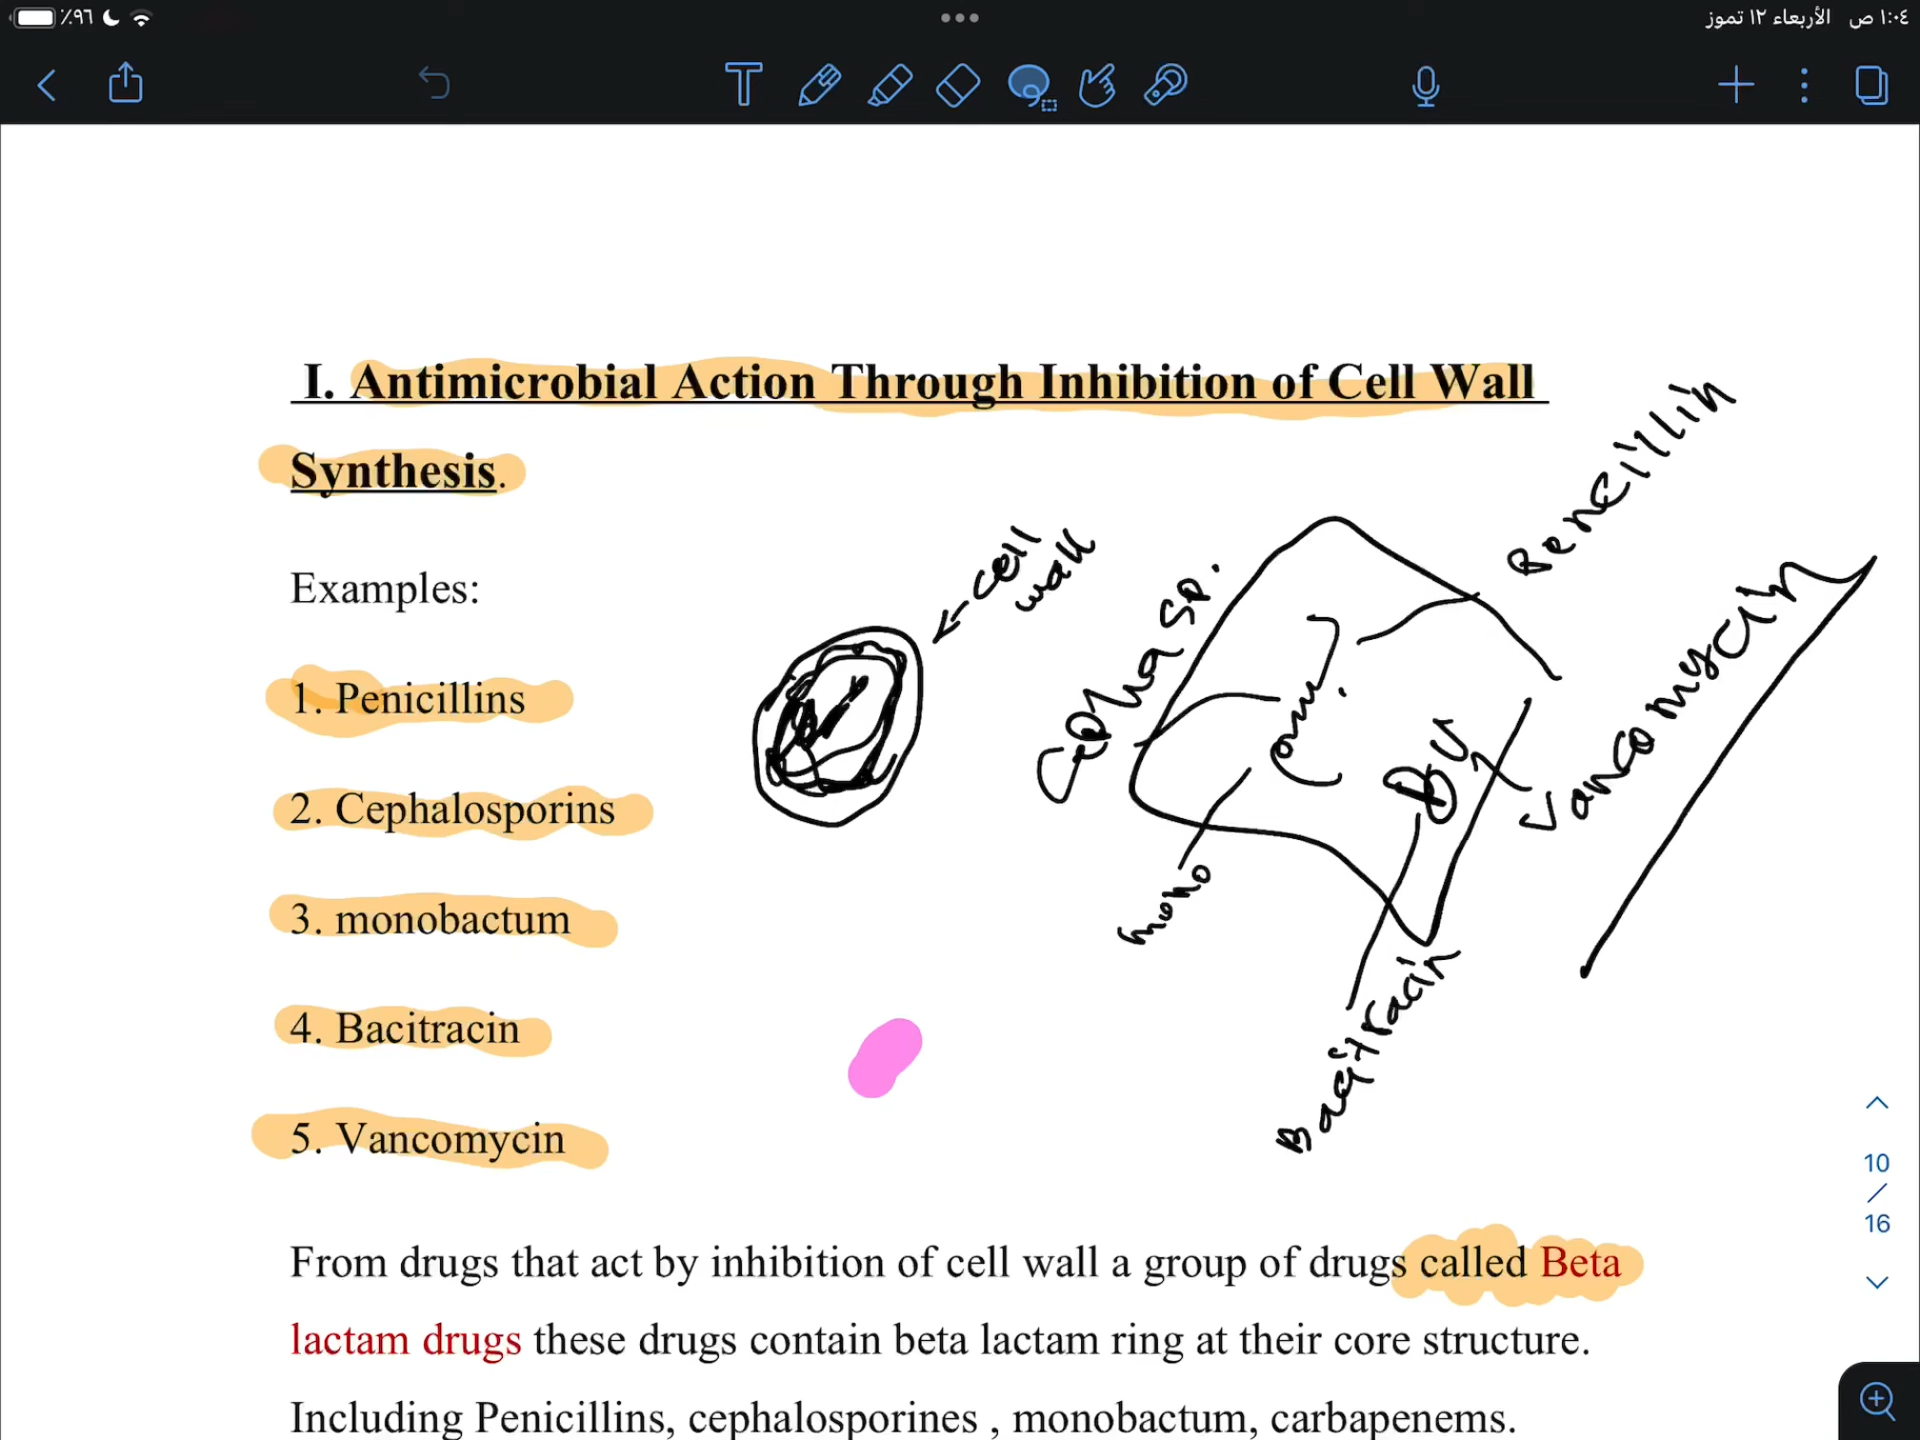 ٪٩٦
١:٠٤ ص الأربعاء ١٢ تموز
I. Antimicrobial Action Through Inhibition of Cell Wall
Synthesis.
Examples:
1. Penicillins
2. Cephalosporins
3. monobactum
4. Bacitracin
5. Vancomycin
cell
wall
Cepha sp.
Penicillin
Vancomycin
mono
Bacitracin
From drugs that act by inhibition of cell wall a group of drugs called Beta
lactam drugs these drugs contain beta lactam ring at their core structure.
Including Penicillins, cephalosporines , monobactum, carbapenems.
10
/
16